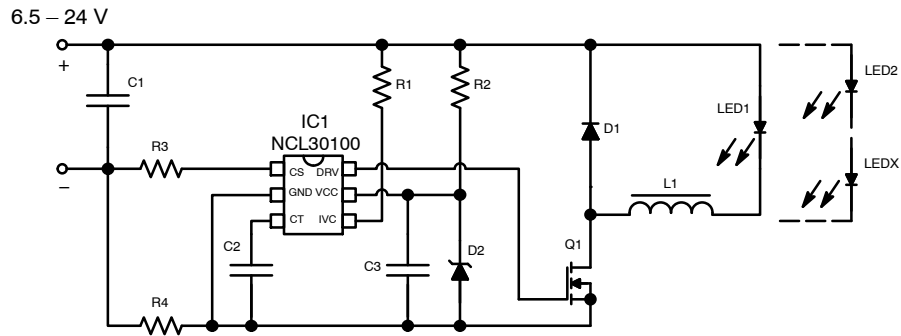 6.5 – 24 V
+
C1
R1
R2
LED2
LED1
D1
IC1
NCL30100
R3
CS DRV
GND VCC
CT IVC
–
L1
LEDX
Q1
C2
C3
D2
R4